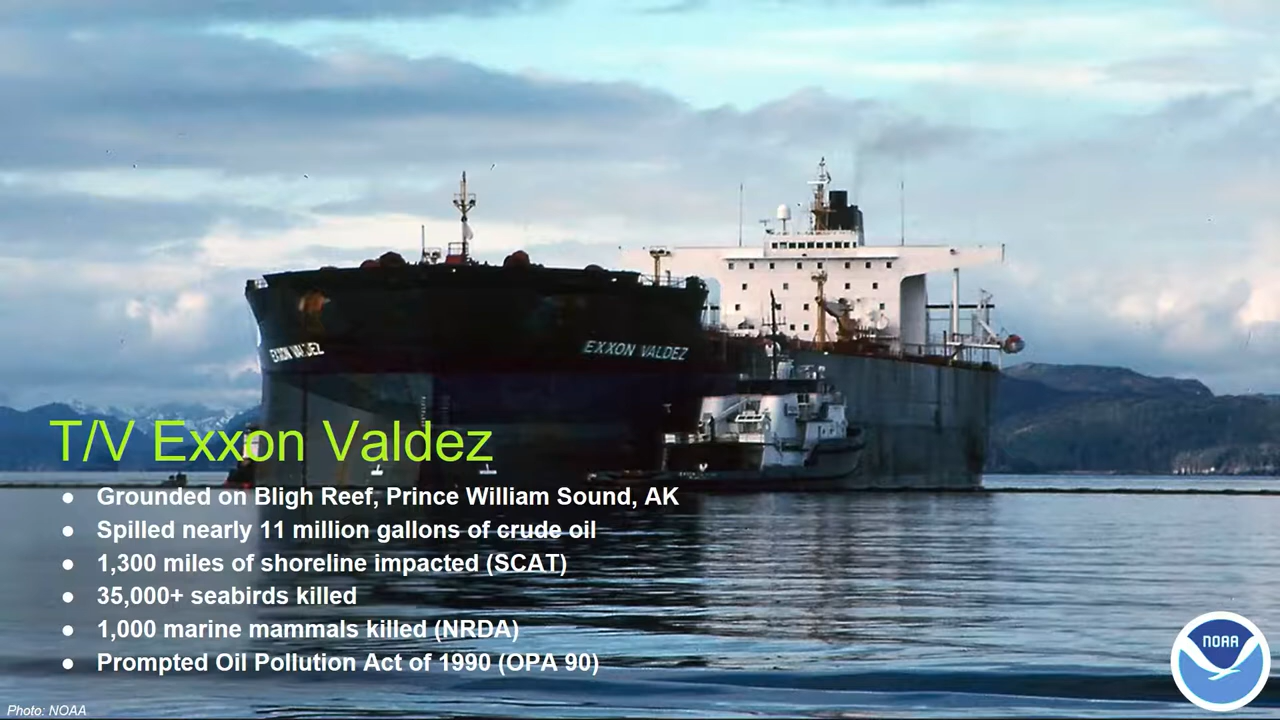 EXXON VALDEZ
EXXON VALDEZ
T/V Exxon Valdez
● Grounded on Bligh Reef, Prince William Sound, AK
● Spilled nearly 11 million gallons of crude oil
● 1,300 miles of shoreline impacted (SCAT)
● 35,000+ seabirds killed
● 1,000 marine mammals killed (NRDA)
● Prompted Oil Pollution Act of 1990 (OPA 90)
NOAA
Photo: NOAA